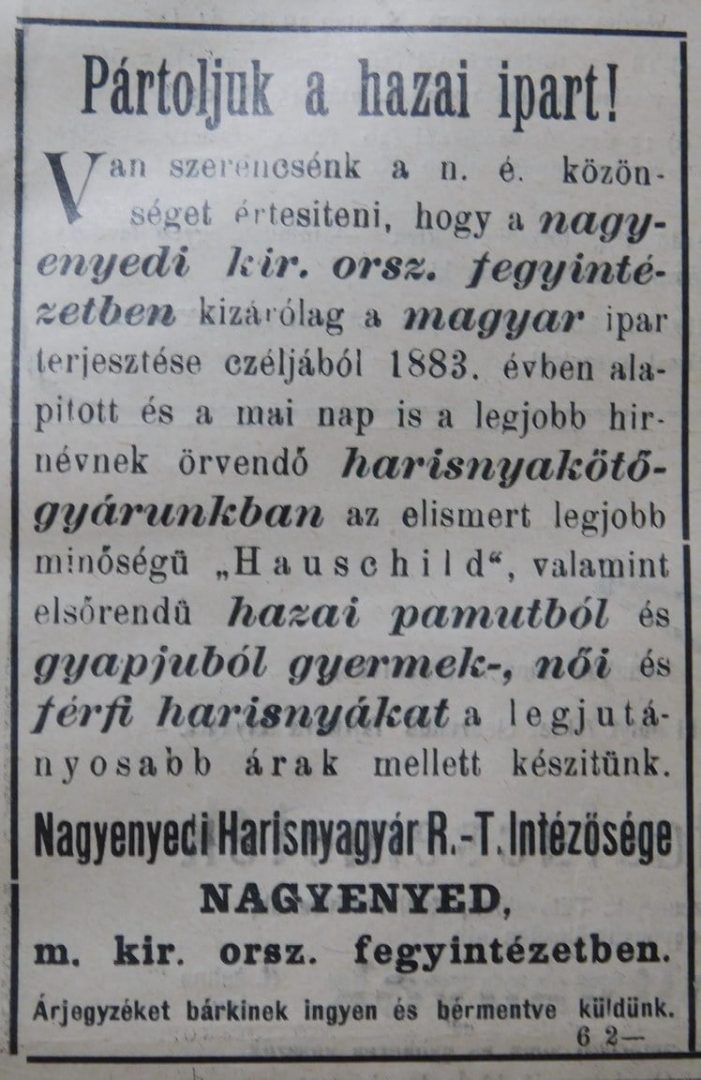 Pártoljuk a hazai ipart!
Van szerencsénk a n. é. közön-
séget értesiteni, hogy a nagy-
enyedi kir. orsz. fegyinté-
zetben kizárólag a magyar ipar
terjesztése czéljából 1883. évben ala-
pitott és a mai nap is a legjobb hir-
névnek örvendő harisnyakötő-
gyárunkban az elismert legjobb
minőségü „Hauschild“, valamint
elsőrendü hazai pamutból és
gyapjuból gyermek-, női és
férfi harisnyákat a legjutá-
nyosabb árak mellett készitünk.
Nagyenyedi Harisnyagyár R.-T. Intézősége
NAGYENYED,
m. kir. orsz. fegyintézetben.
Árjegyzéket bárkinek ingyen és bérmentve küldünk.
6 2—